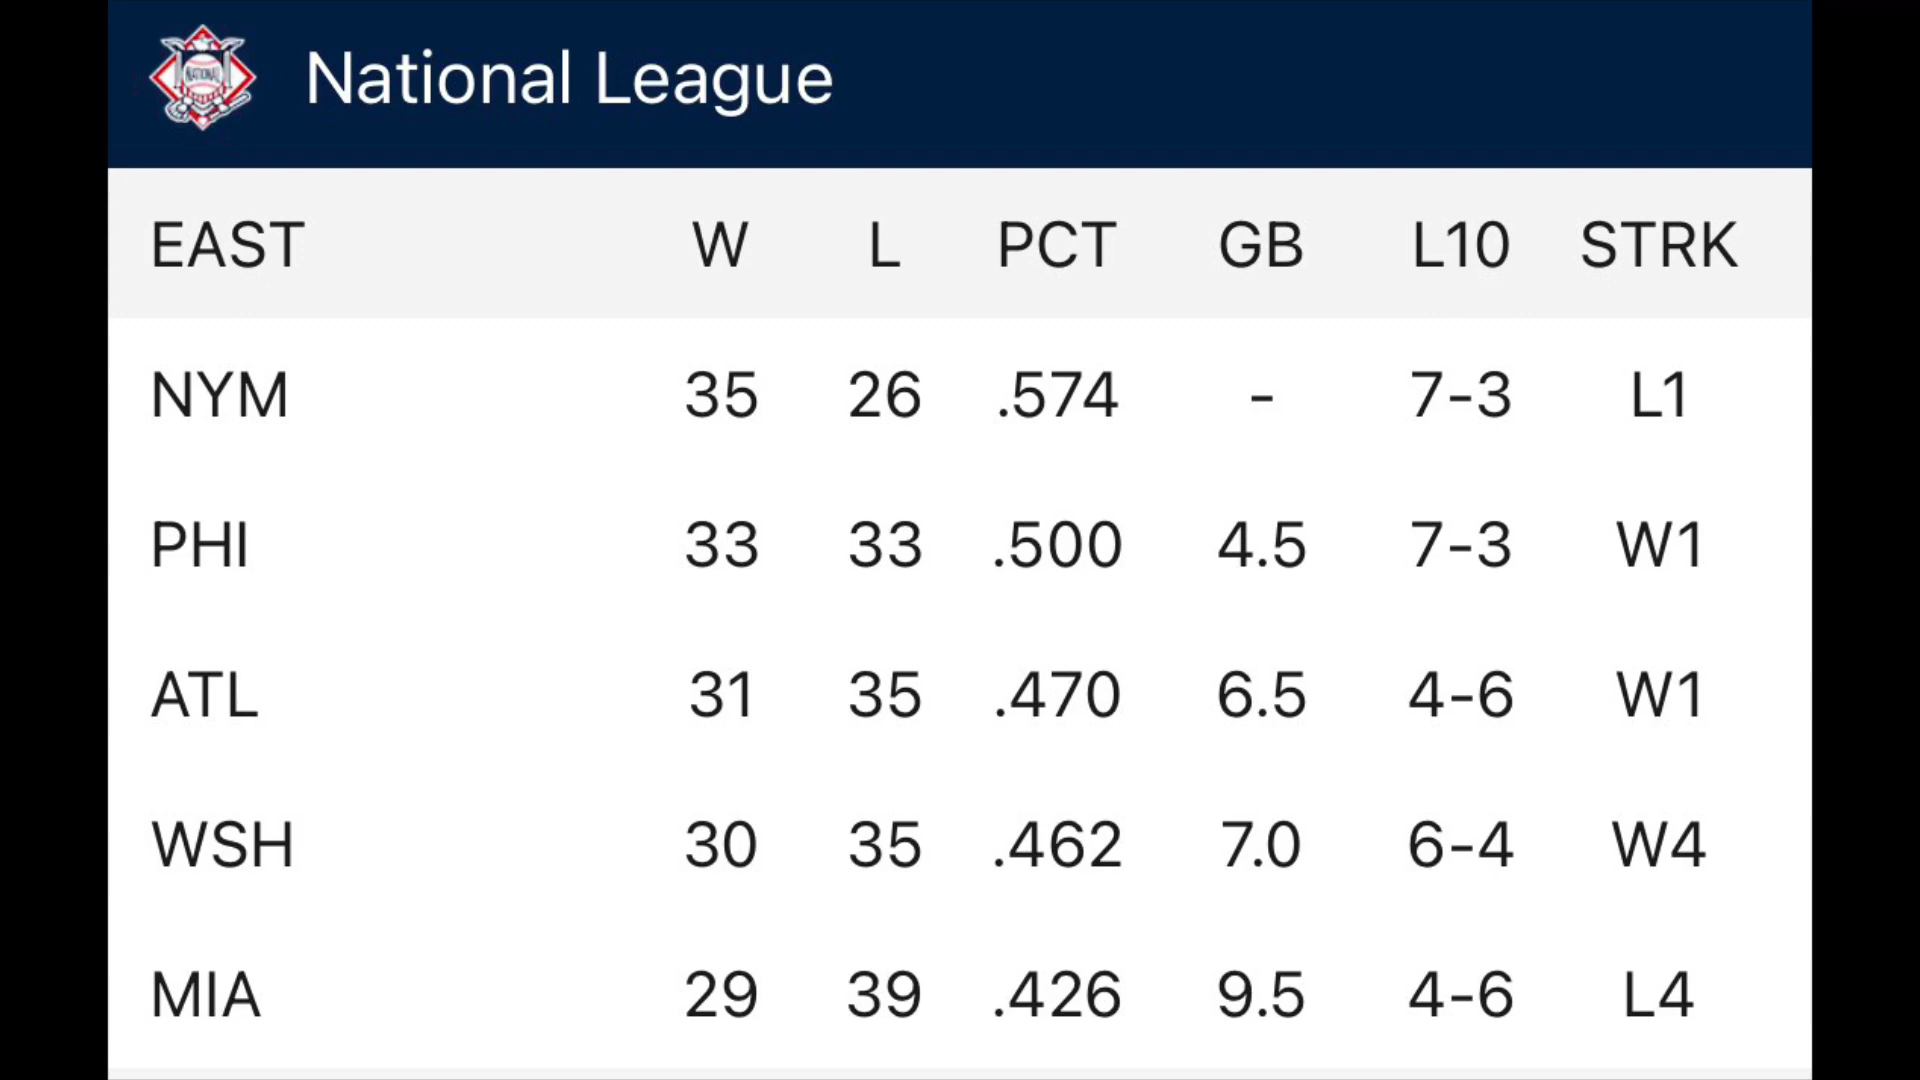 NATIONAL
National League
EAST W L PCT GB L10 STRK
NYM 35 26 .574 - 7-3 L1
PHI 33 33 .500 4.5 7-3 W1
ATL 31 35 .470 6.5 4-6 W1
WSH 30 35 .462 7.0 6-4 W4
MIA 29 39 .426 9.5 4-6 L4